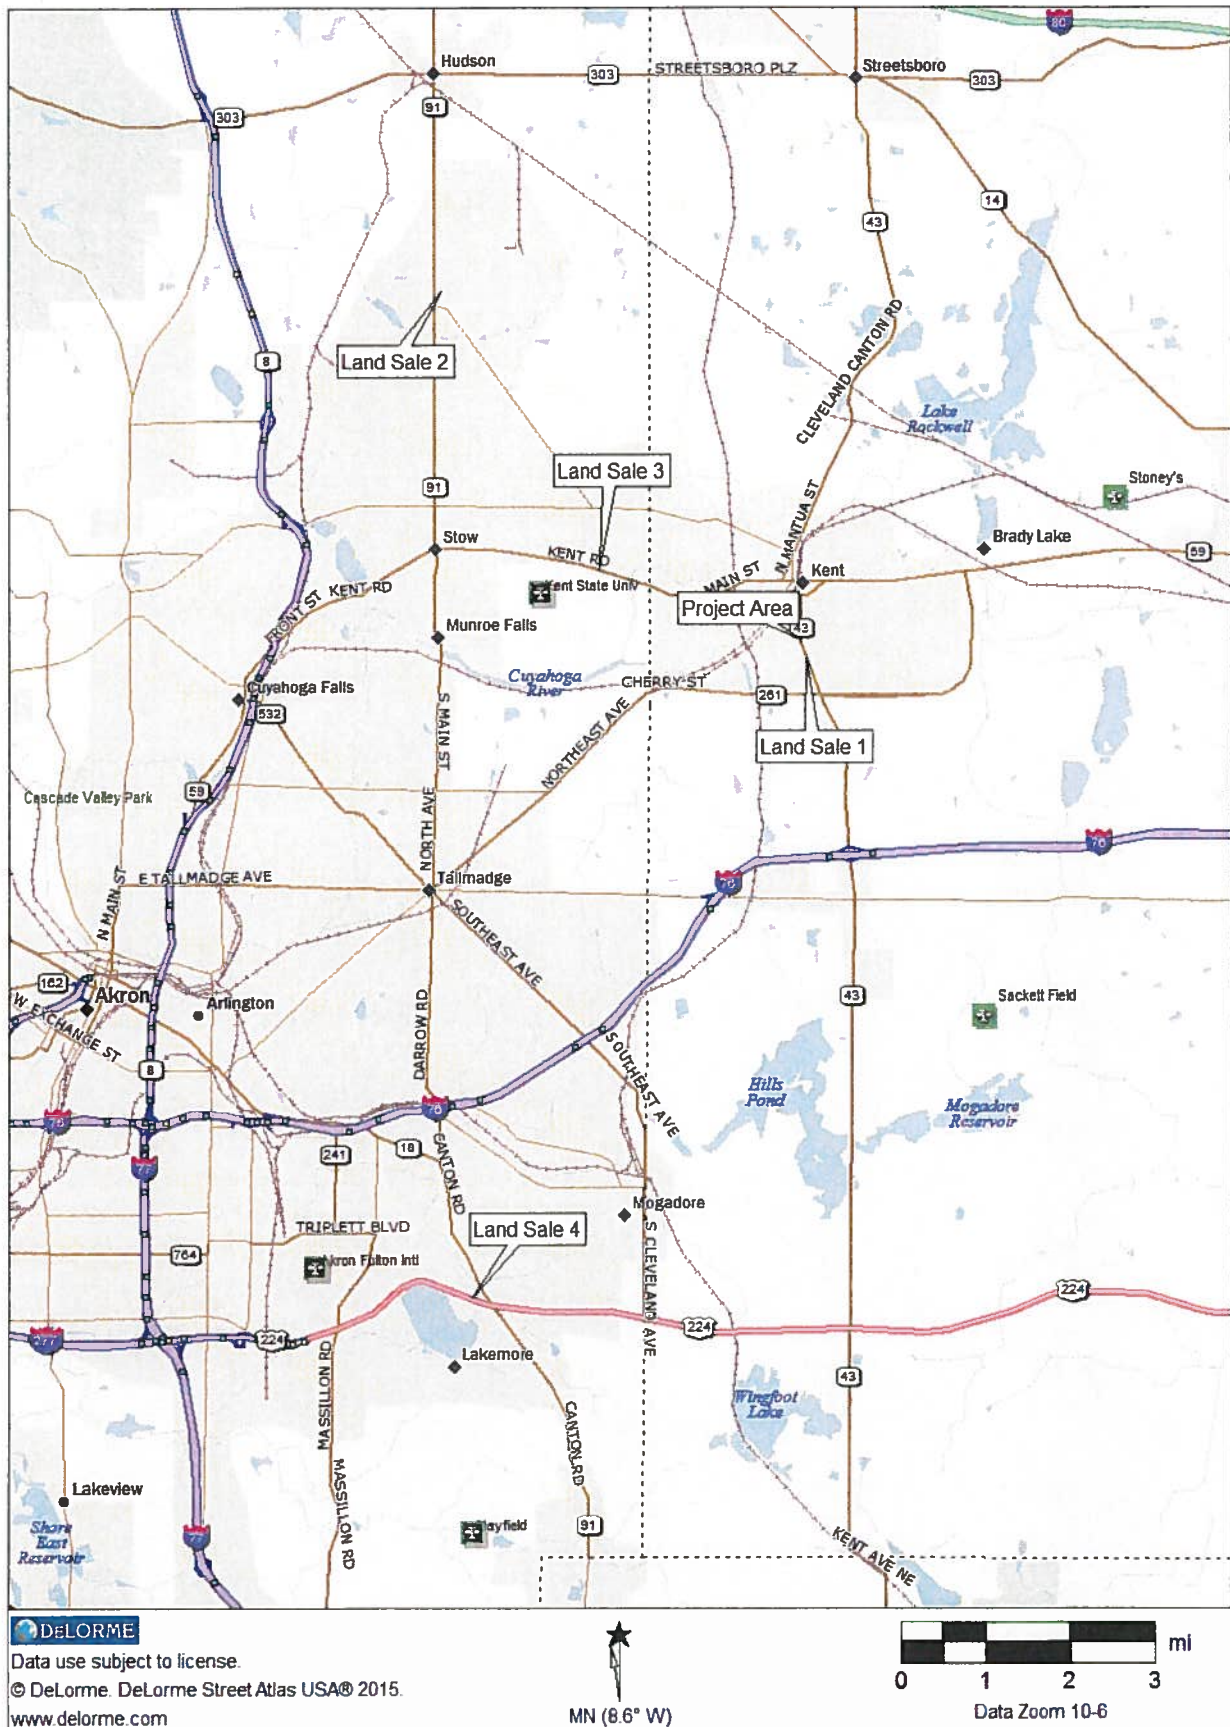 80
Hudson
303
STREETSBORO PLZ
Streetsboro
303
91
303
14
43
Land Sale 2
8
CLEVELAND CANTON RD
Lake
Rockwell
Land Sale 3
91
Stoney's
N MANTUA ST
Stow
KENT RD
Brady Lake
59
MAIN ST
Kent
Kent State Univ
KENT RD
FRONT ST
Project Area
43
Munroe Falls
Cuyahoga
River
CHERRY ST
261
Cuyahoga Falls
532
S MAIN ST
NORTHEAST AVE
Land Sale 1
59
Cascade Valley Park
NORTH AVE
76
E TALLMADGE AVE
Tallmadge
76
N MAIN ST
SOUTHEAST AVE
162
Akron
Arlington
43
Sackett Field
W EXCHANGE ST
DARROW RD
8
SOUTHEAST AVE
Hills
Pond
Mogadore
Reservoir
76
76
241
18
77
CANTON RD
Mogadore
TRIPLETT BLVD
Land Sale 4
764
Akron Fulton Intl
S CLEVELAND AVE
224
277
224
224
Lakemore
43
MASSILLON RD
Wingfoot
Lake
CANTON RD
Lakeview
MASSILLON RD
Shore
East
Reservoir
77
Mayfield
91
KENT AVE NE
DELORME
Data use subject to license.
© DeLorme. DeLorme Street Atlas USA® 2015.
www.delorme.com
MN (8.6° W)
mi
0 1 2 3
Data Zoom 10-6